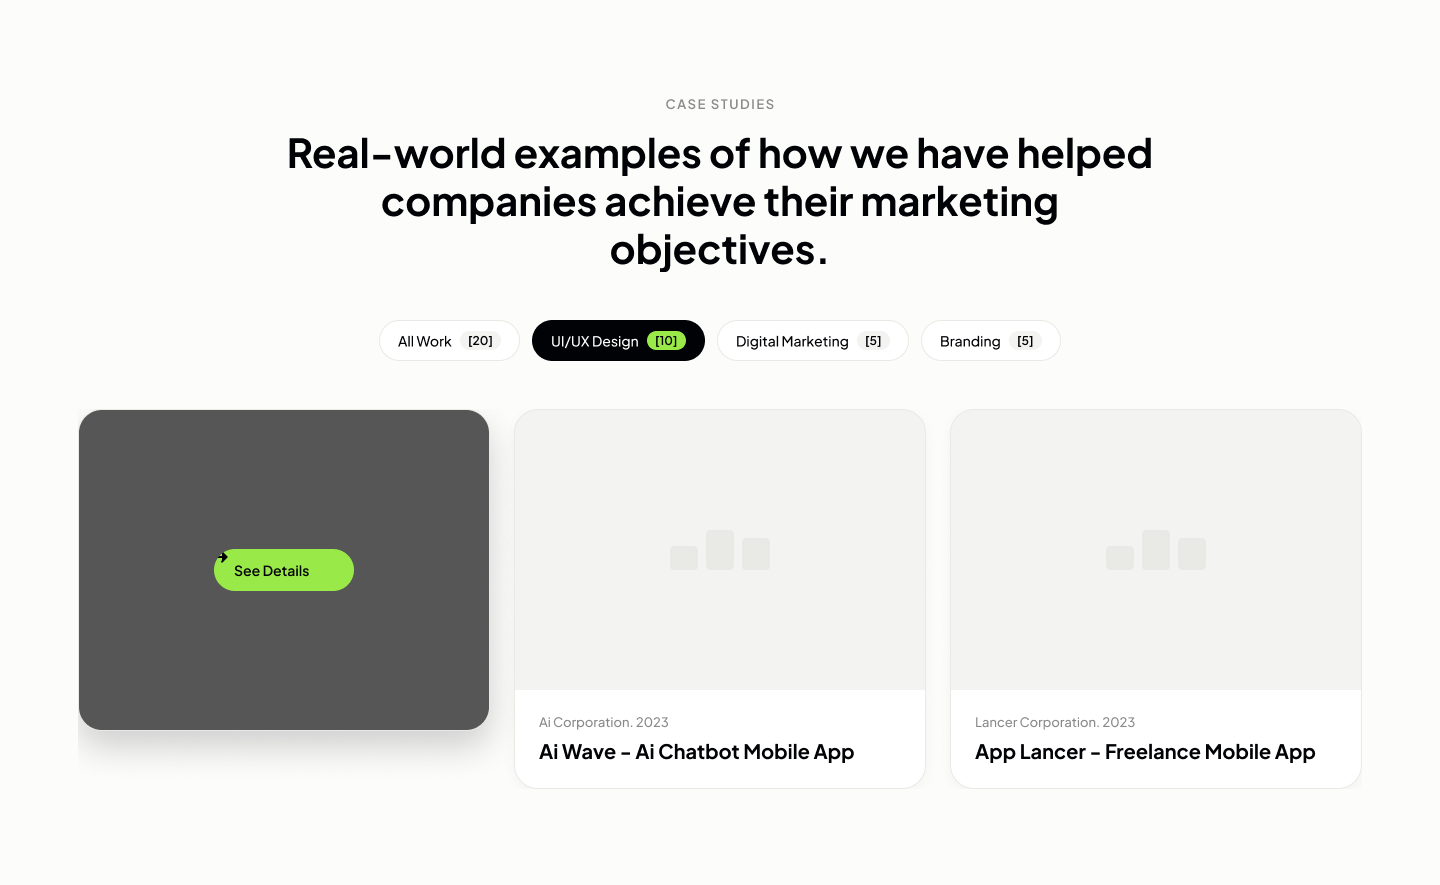 CASE STUDIES
Real-world examples of how we have helped
companies achieve their marketing
objectives.
All Work [20] UI/UX Design [10] Digital Marketing [5] Branding [5]
See Details
Ai Corporation. 2023
Ai Wave - Ai Chatbot Mobile App
Lancer Corporation. 2023
App Lancer - Freelance Mobile App